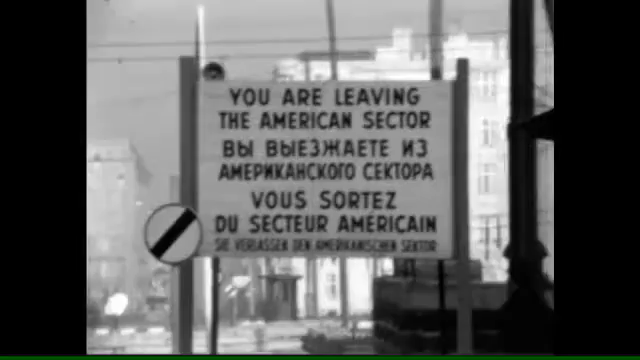 YOU ARE LEAVING
THE AMERICAN SECTOR
ВЫ ВЫЕЗЖАЕТЕ ИЗ
АМЕРИКАНСКОГО СЕКТОРА
VOUS SORTEZ
DU SECTEUR AMÉRICAIN
SIE VERLASSEN DEN AMERIKANISCHEN SEKTOR